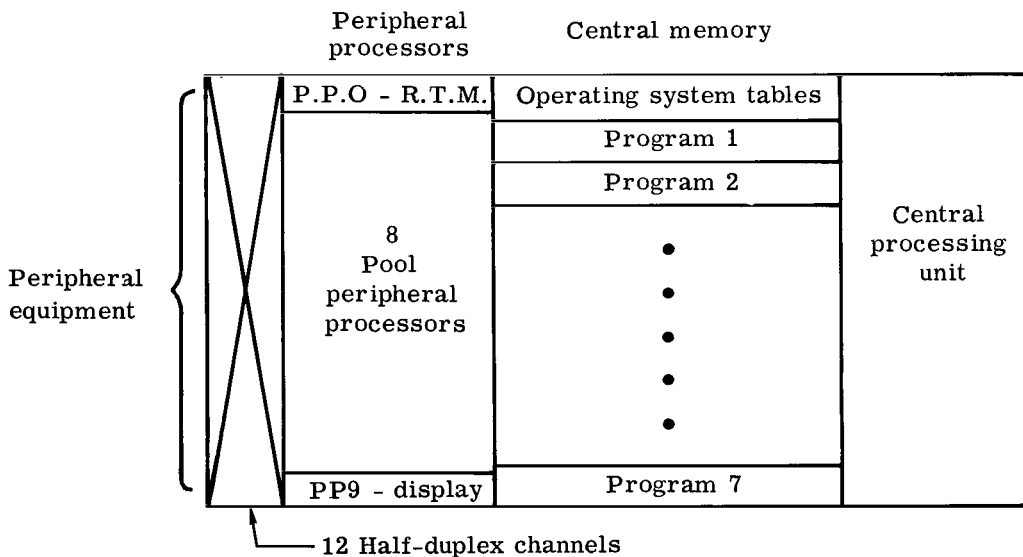 Peripheral
processors
Central memory
P.P.O - R.T.M.
Operating system tables
Program 1
Program 2
8
Pool
peripheral
processors
Central
processing
unit
Peripheral
equipment
PP9 - display
Program 7
12 Half-duplex channels